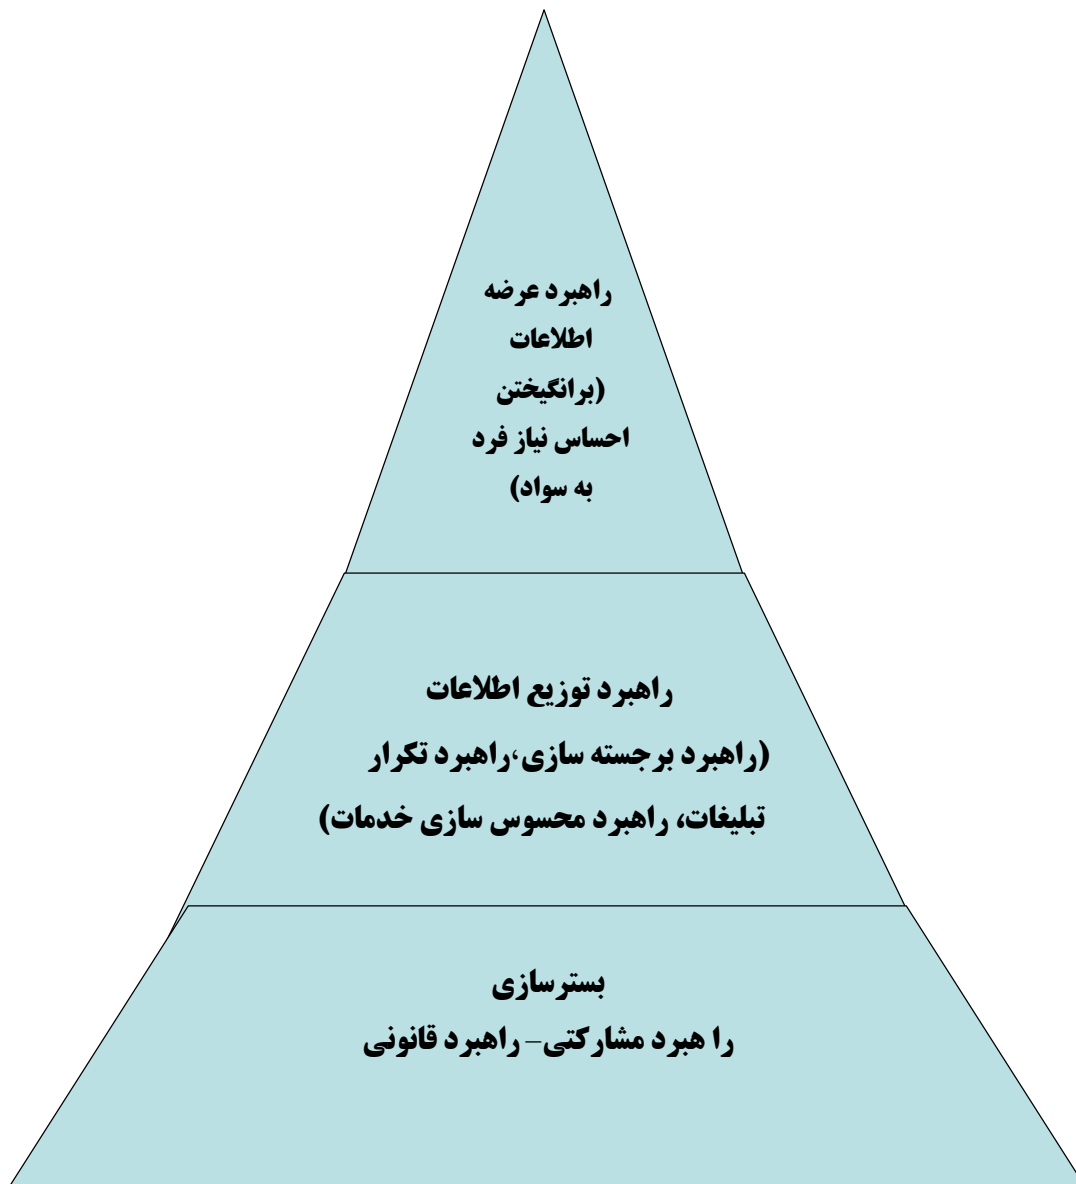 راهبرد عرضه
اطلاعات
(برانگیختن
احساس نیاز فرد
به سواد)
راهبرد توزیع اطلاعات
(راهبرد برجسته سازی،راهبرد تکرار
تبلیغات، راهبرد محسوس سازی خدمات)
بسترسازی
را هبرد مشارکتی– راهبرد قانونی